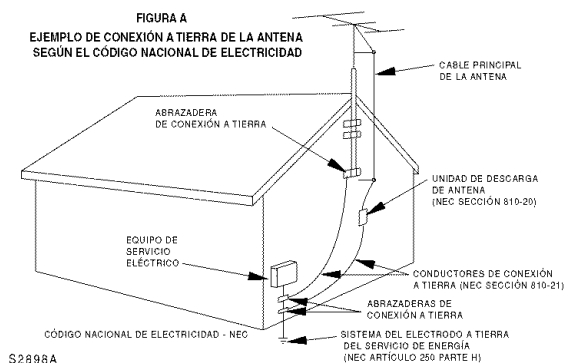 FIGURA A
EJEMPLO DE CONEXIÓN A TIERRA DE LA ANTENA
SEGÚN EL CÓDIGO NACIONAL DE ELECTRICIDAD
CABLE PRINCIPAL
DE LA ANTENA
ABRAZADERA
DE CONEXIÓN A TIERRA
UNIDAD DE DESCARGA
DE ANTENA
(NEC SECCIÓN 810-20)
EQUIPO DE
SERVICIO
ELÉCTRICO
CONDUCTORES DE CONEXIÓN
A TIERRA (NEC SECCIÓN 810-21)
ABRAZADERAS DE
CONEXIÓN A TIERRA
CÓDIGO NACIONAL DE ELECTRICIDAD - NEC
SISTEMA DEL ELECTRODO A TIERRA
DEL SERVICIO DE ENERGÍA
(NEC ARTÍCULO 250 PARTE H)
S2898A